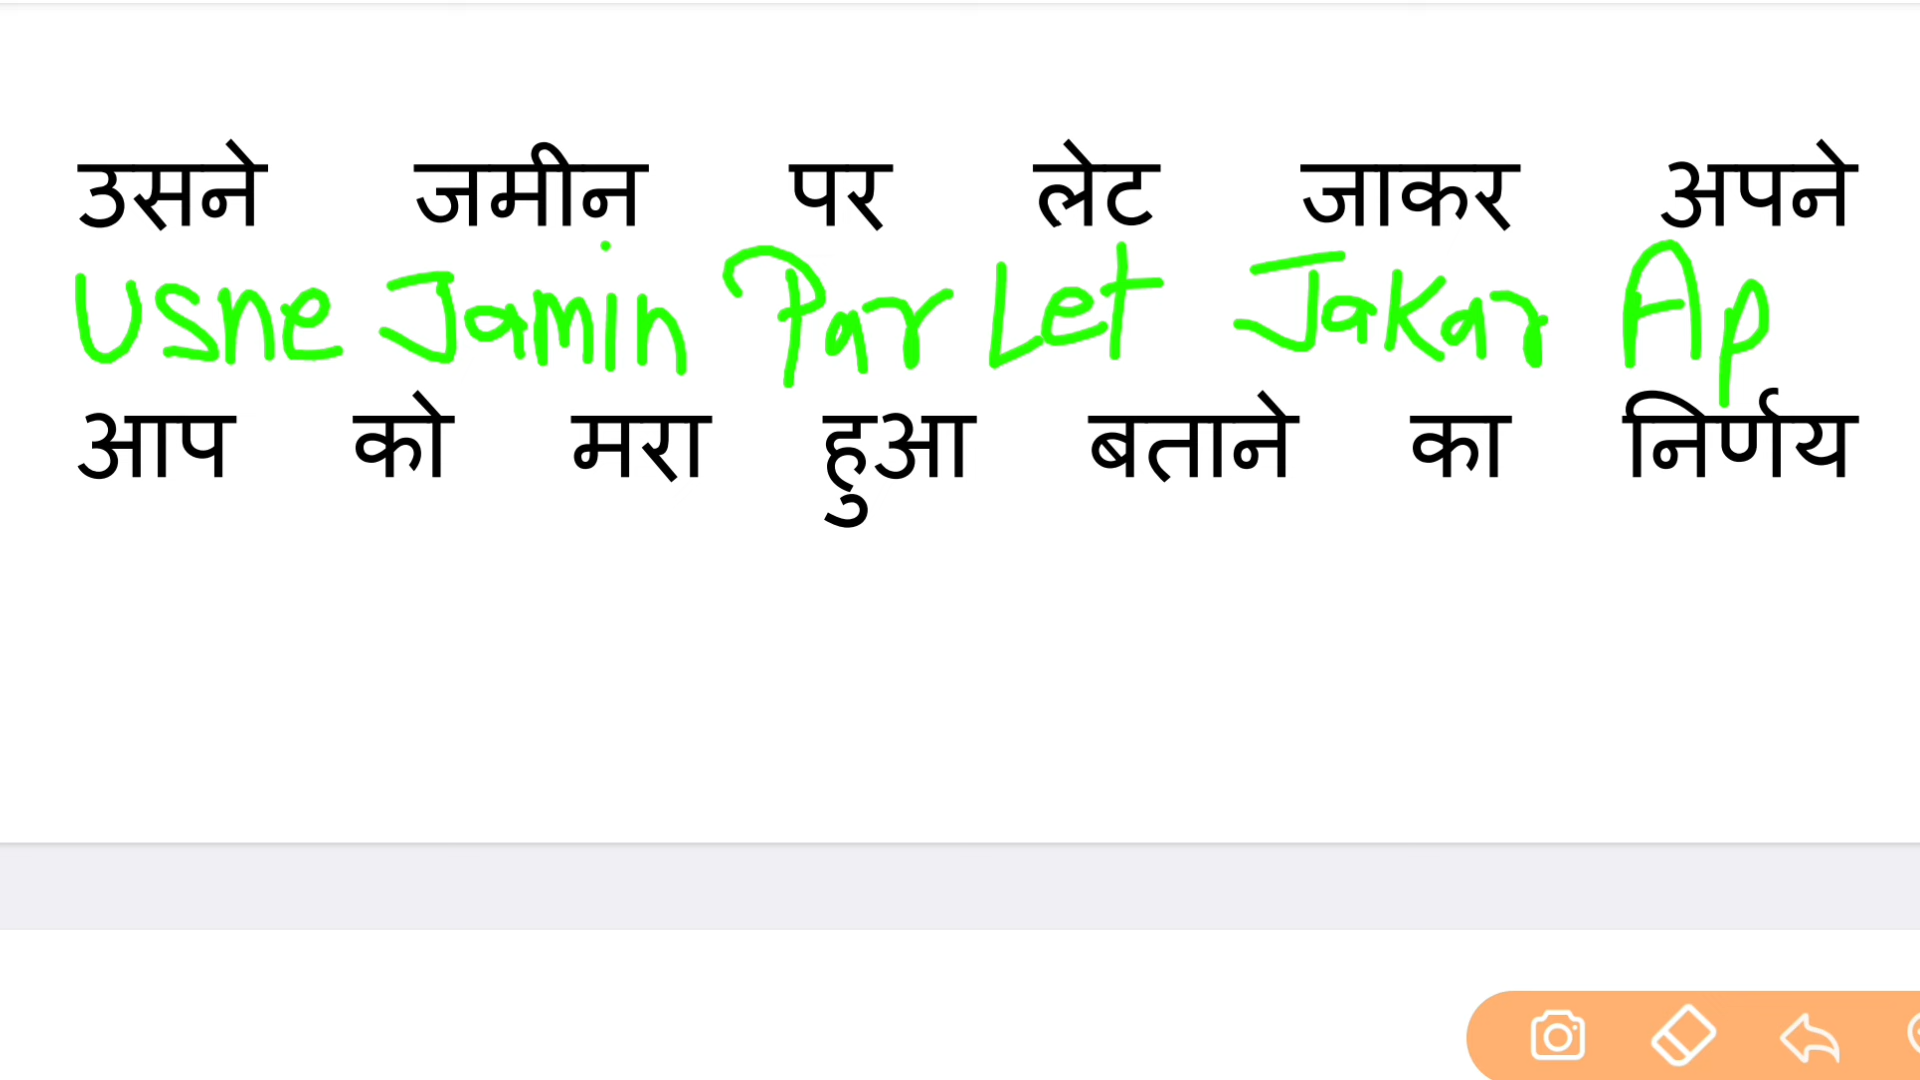 उसने जमीन पर लेट जाकर अपने
Usne Jamin Par Let Jakar Ap
आप को मरा हुआ बताने का निर्णय